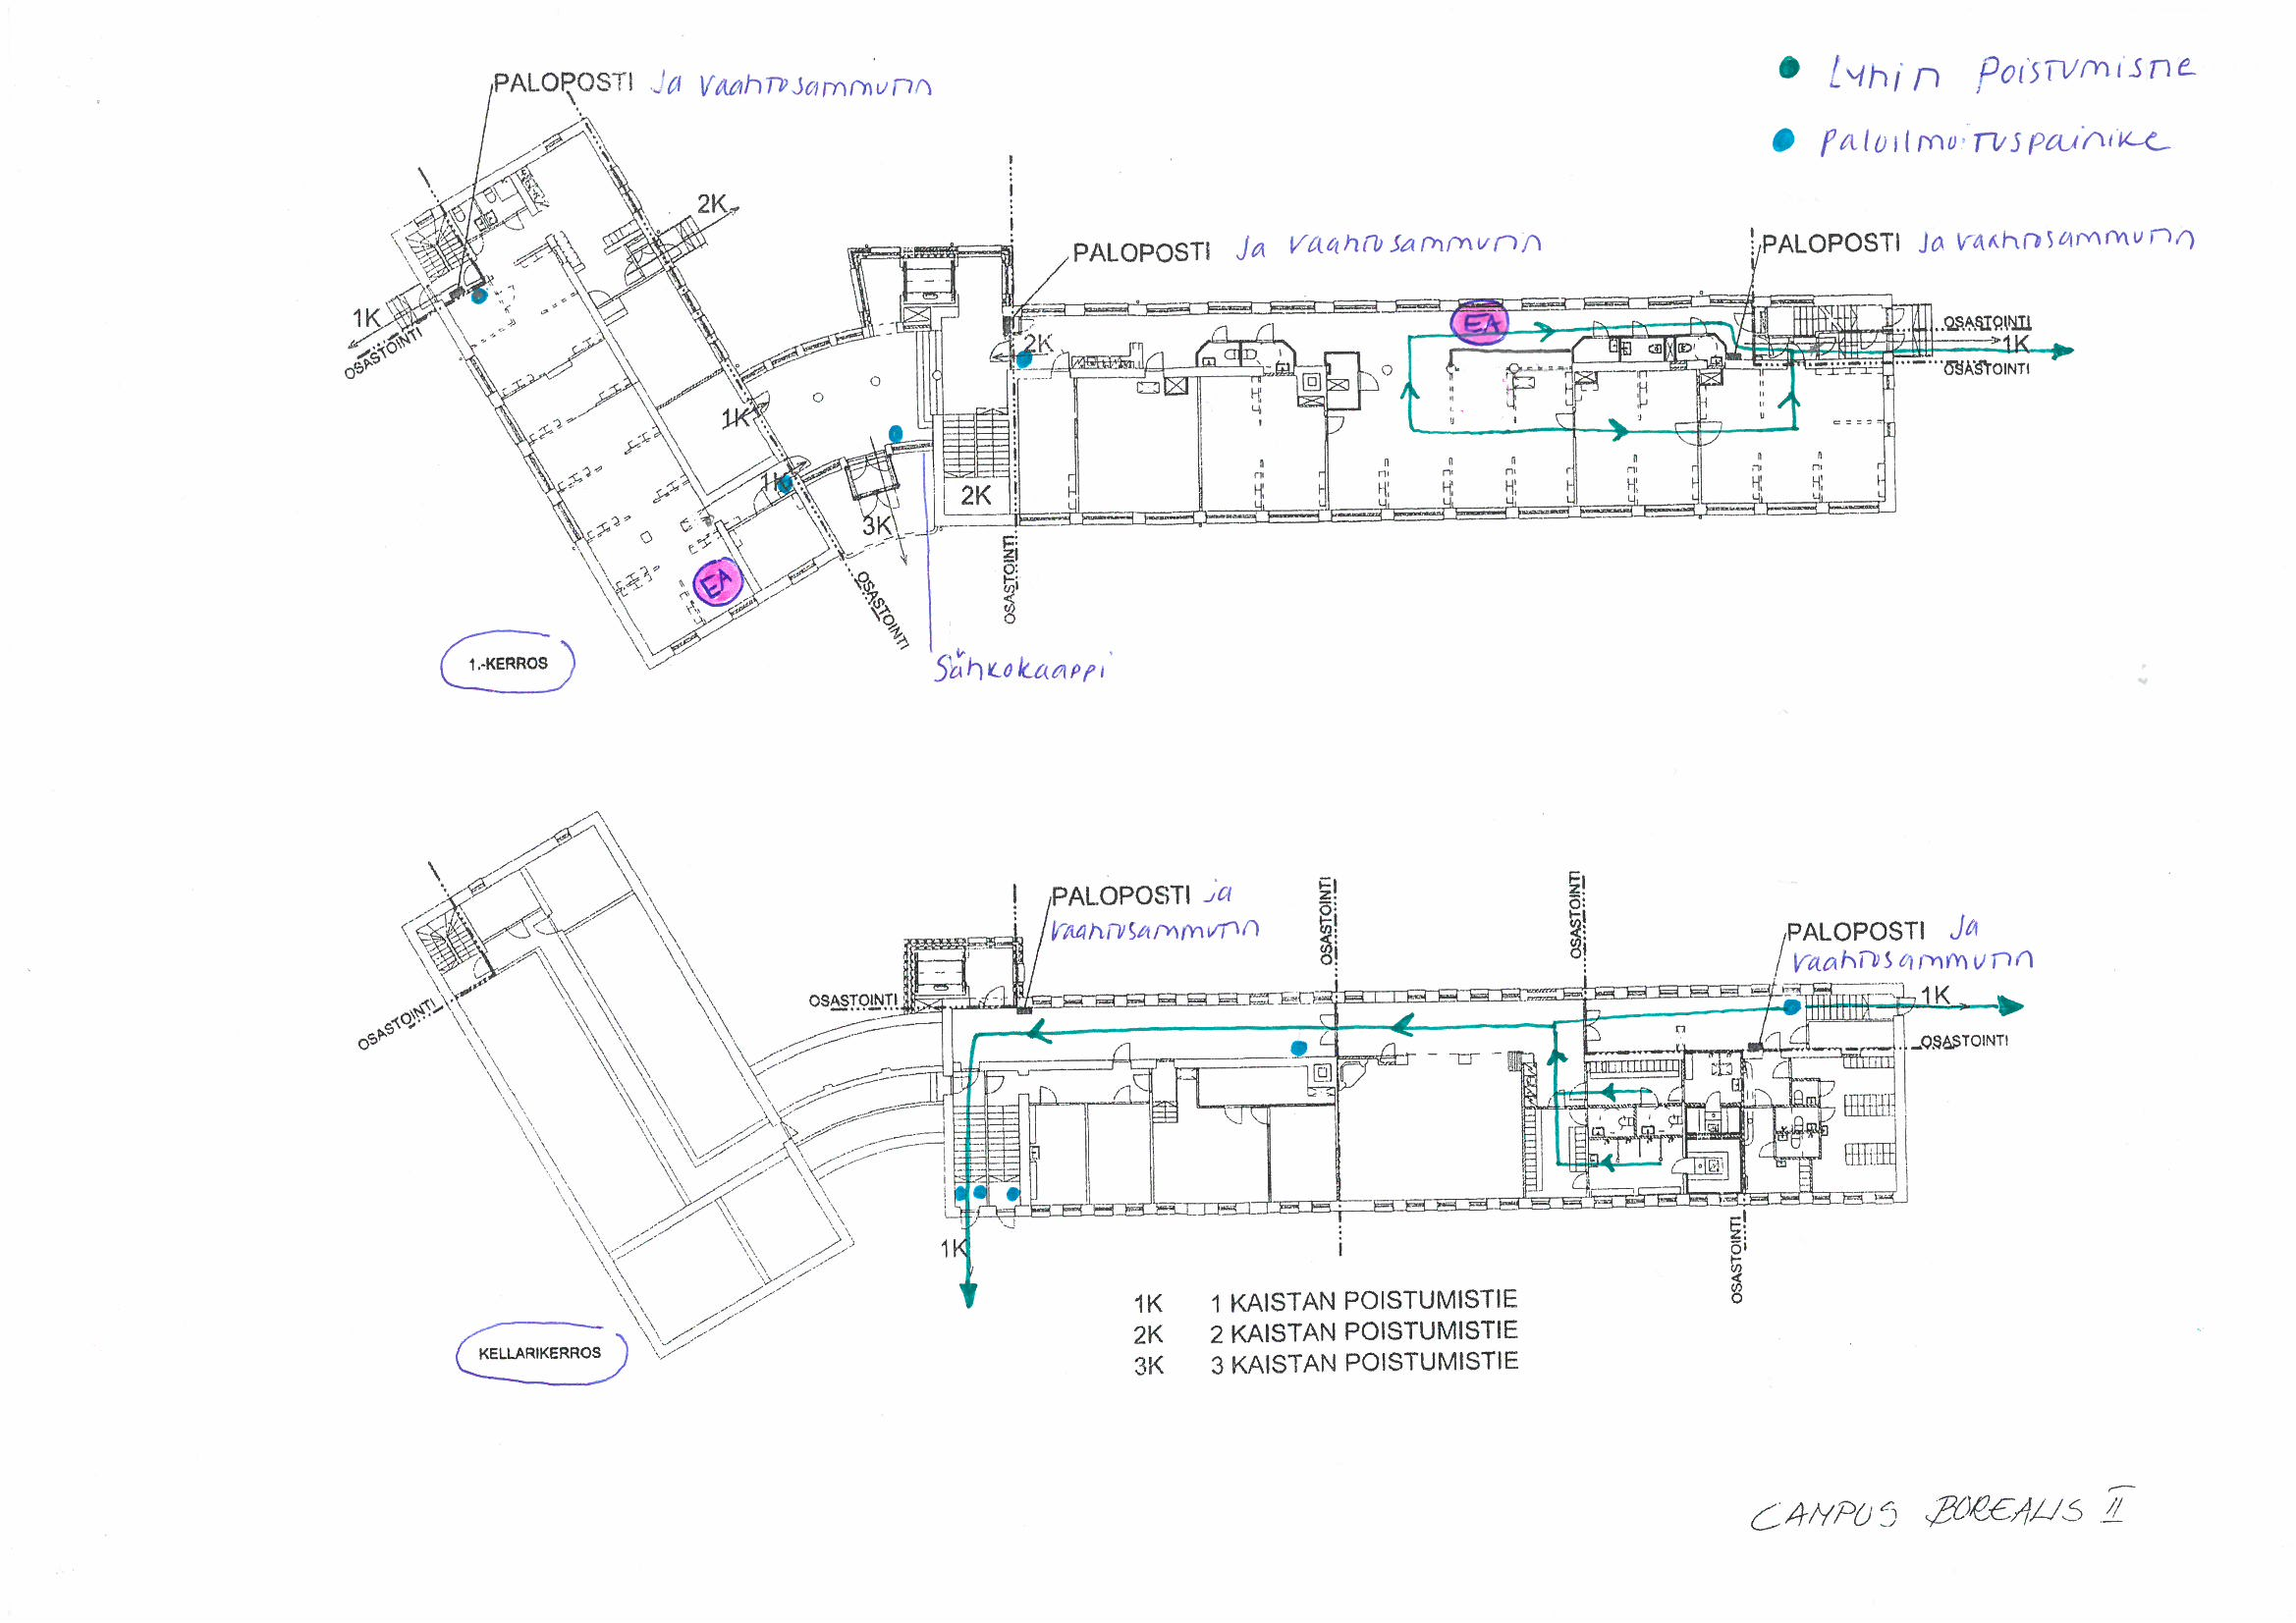 Lyhin Poistumistie
Paloilmoituspainike
PALOPOSTI Ja Vaahtosammutin
2K
PALOPOSTI Ja Vaahtosammutin
PALOPOSTI Ja Vaahtosammutin
1K
OSASTOINTI
EA
2K
OSASTOINTI
1K
OSASTOINTI
1K
1K
2K
3K
EA
OSASTOINTI
OSASTOINTI
1.-KERROS
Sähkökaappi
PALOPOSTI ja
Vaahtosammutin
OSASTOINTI
OSASTOINTI
PALOPOSTI Ja
Vaahtosammutin
OSASTOINTI
OSASTOINTI
1K
OSASTOINTI
1K
OSASTOINTI
KELLARIKERROS
1K 1 KAISTAN POISTUMISTIE
2K 2 KAISTAN POISTUMISTIE
3K 3 KAISTAN POISTUMISTIE
CAMPUS BOREALIS II